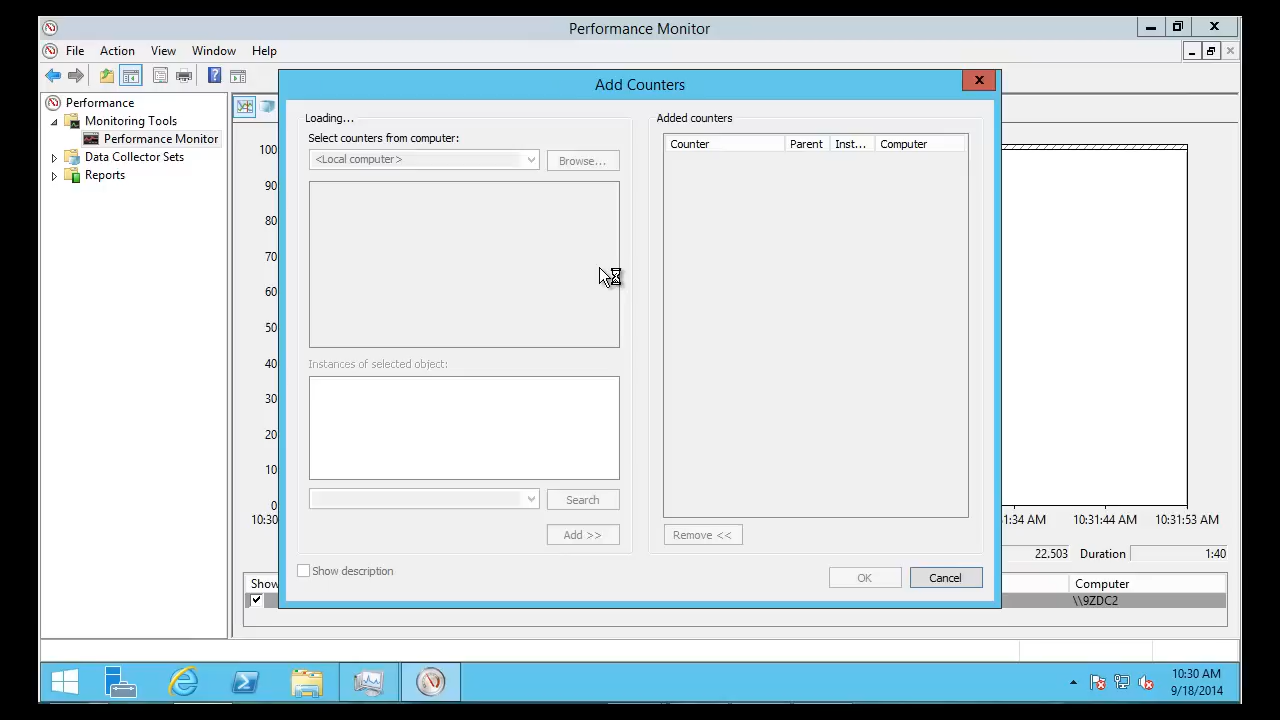 Performance Monitor
File Action View Window Help
Performance
Monitoring Tools
Performance Monitor
Data Collector Sets
Reports
Add Counters
Loading...
Select counters from computer:
<Local computer>
Browse...
Instances of selected object:
Search
Add >>
Show description
Added counters
Counter Parent Inst... Computer
Remove <<
OK Cancel
100
90
80
70
60
50
40
30
20
10
0
10:30
:34 AM 10:31:44 AM 10:31:53 AM
22.503 Duration 1:40
Show Computer
\\9ZDC2
10:30 AM
9/18/2014